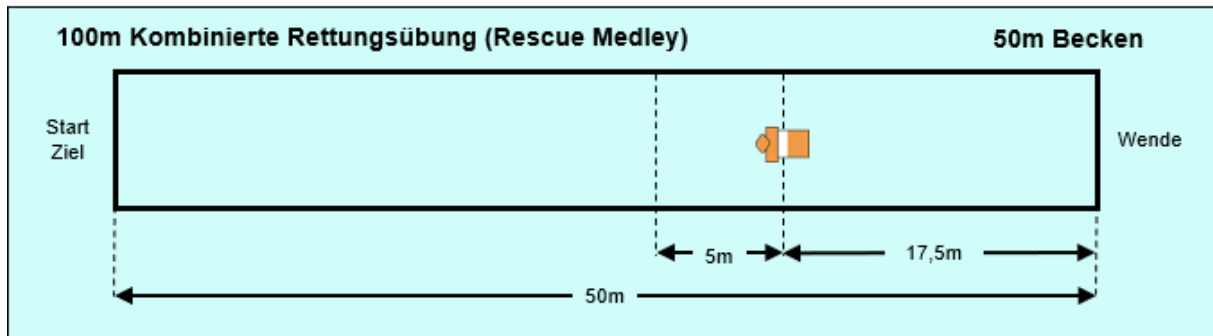 100m Kombinierte Rettungsübung (Rescue Medley)
50m Becken
Start
Ziel
Wende
5m
17,5m
50m